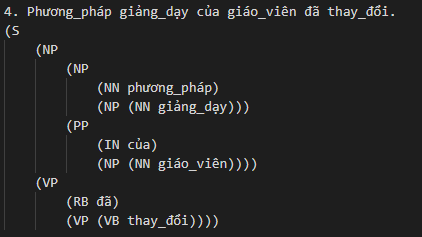 4. Phương_pháp giảng_dạy của giáo_viên đã thay_đổi.
(S
(NP
(NP
(NN phương_pháp)
(NP (NN giảng_dạy)))
(PP
(IN của)
(NP (NN giáo_viên))))
(VP
(RB đã)
(VP (VB thay_đổi))))